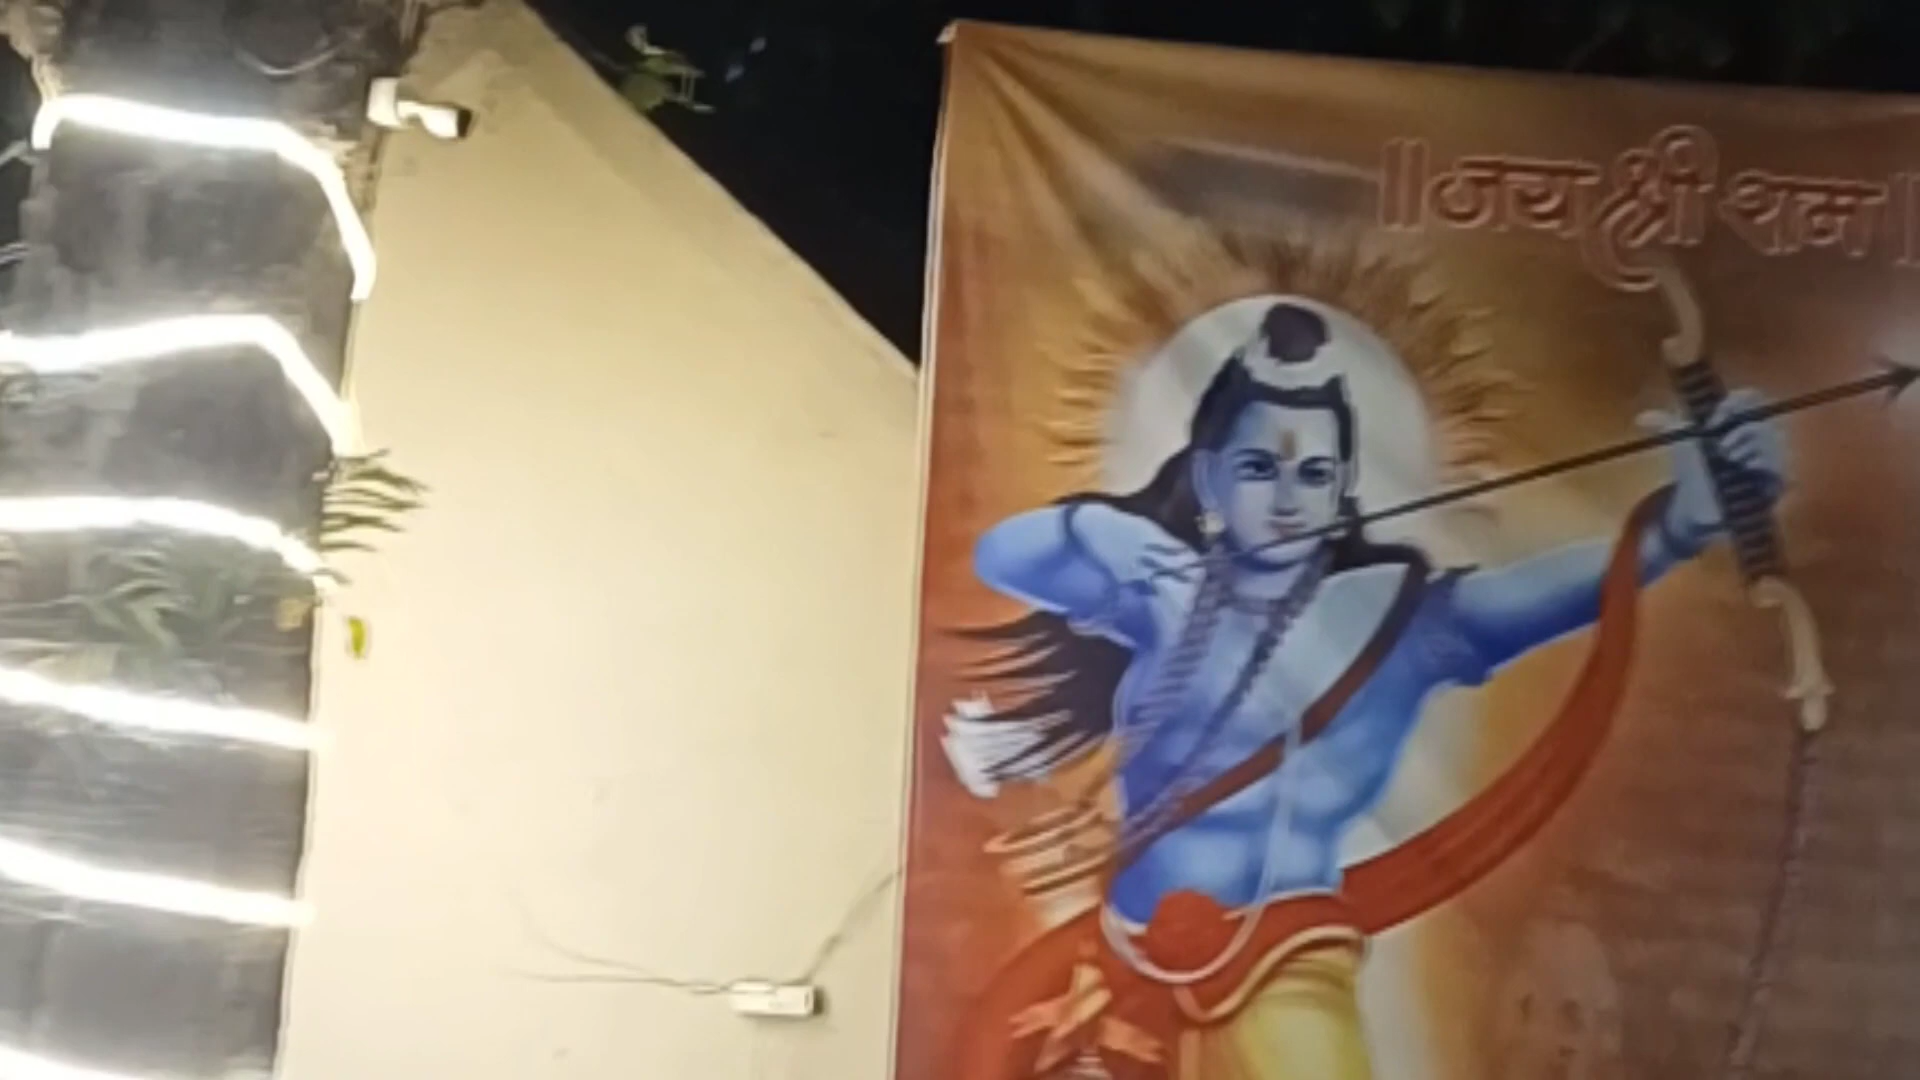 ॥ जय श्री राम ॥